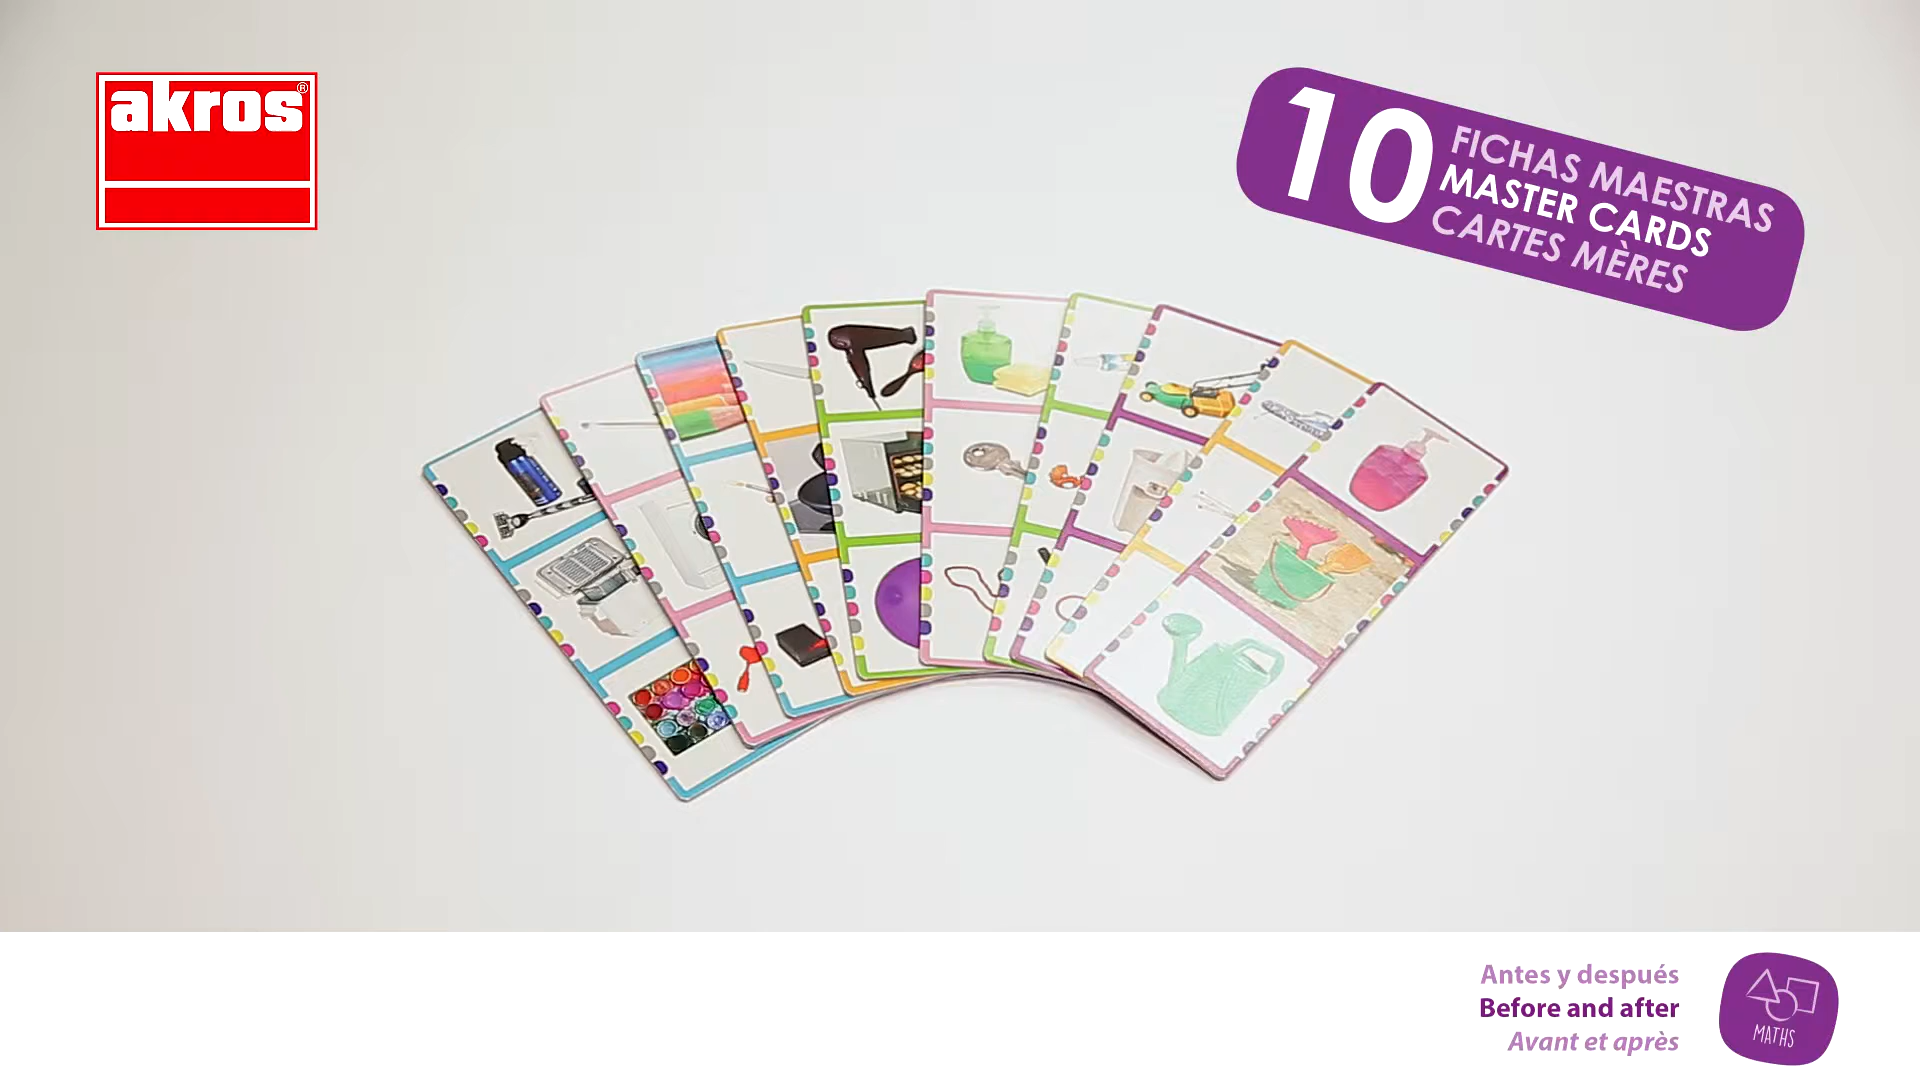 akros®
10
FICHAS MAESTRAS
MASTER CARDS
CARTES MÈRES
Antes y después
Before and after
Avant et après
MATHS